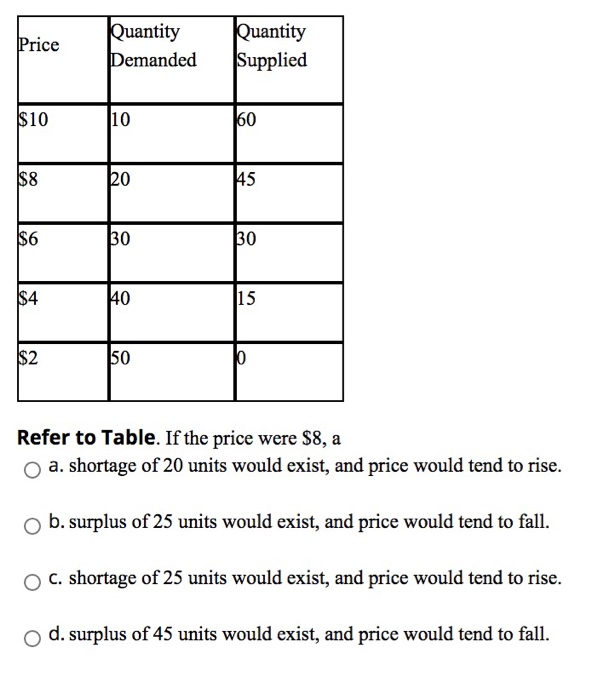 Price
Quantity
Demanded
Quantity
Supplied
$10 10 60
$8 20 45
$6 30 30
$4 40 15
$2 50 0
Refer to Table. If the price were $8, a
a. shortage of 20 units would exist, and price would tend to rise.
b. surplus of 25 units would exist, and price would tend to fall.
c. shortage of 25 units would exist, and price would tend to rise.
d. surplus of 45 units would exist, and price would tend to fall.